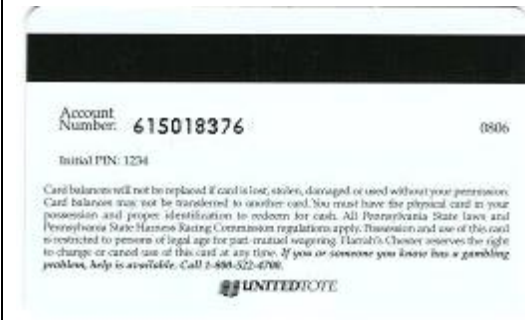 Account
Number: 615018376 0806
Initial PIN: 1234
Card balances will not be replaced if card is lost, stolen, damaged or used without your permission.
Card balances may not be transferred to another card. You must have the physical card in your
possession and proper identification to redeem for cash. All Pennsylvania State laws and
Pennsylvania State Harness Racing Commission regulations apply. Possession and use of this card
is restricted to persons of legal age for pari-mutuel wagering. Harrah's Chester reserves the right
to change or cancel use of this card at any time. If you or someone you know has a gambling
problem, help is available. Call 1-800-522-4700.
UNITEDTOTE